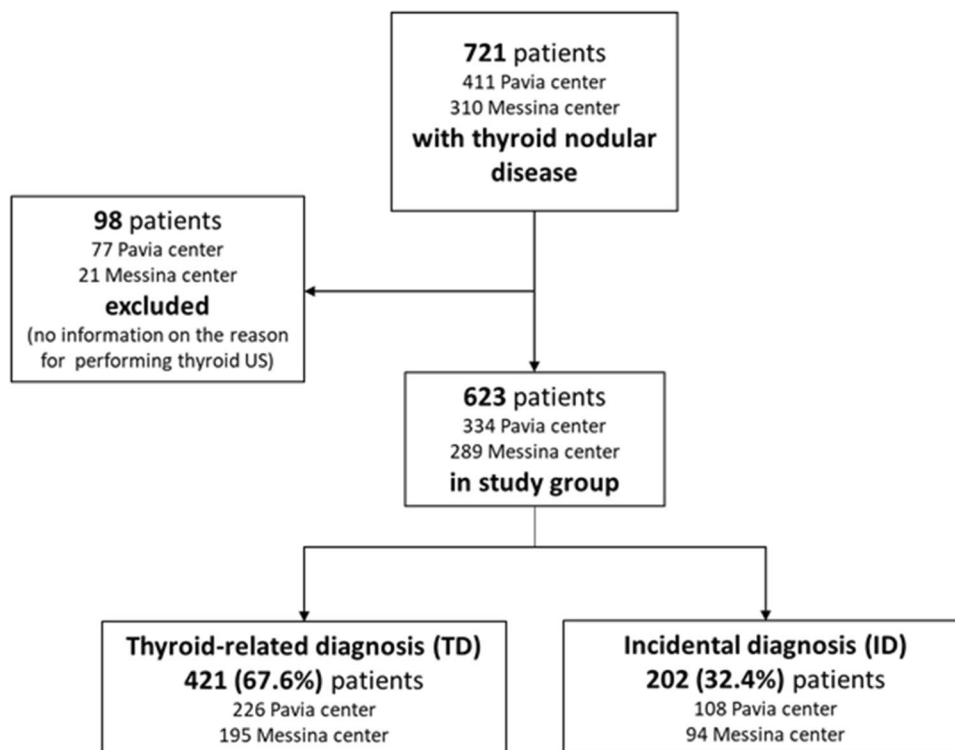 721 patients
411 Pavia center
310 Messina center
with thyroid nodular
disease
98 patients
77 Pavia center
21 Messina center
excluded
(no information on the reason
for performing thyroid US)
623 patients
334 Pavia center
289 Messina center
in study group
Thyroid-related diagnosis (TD)
421 (67.6%) patients
226 Pavia center
195 Messina center
Incidental diagnosis (ID)
202 (32.4%) patients
108 Pavia center
94 Messina center